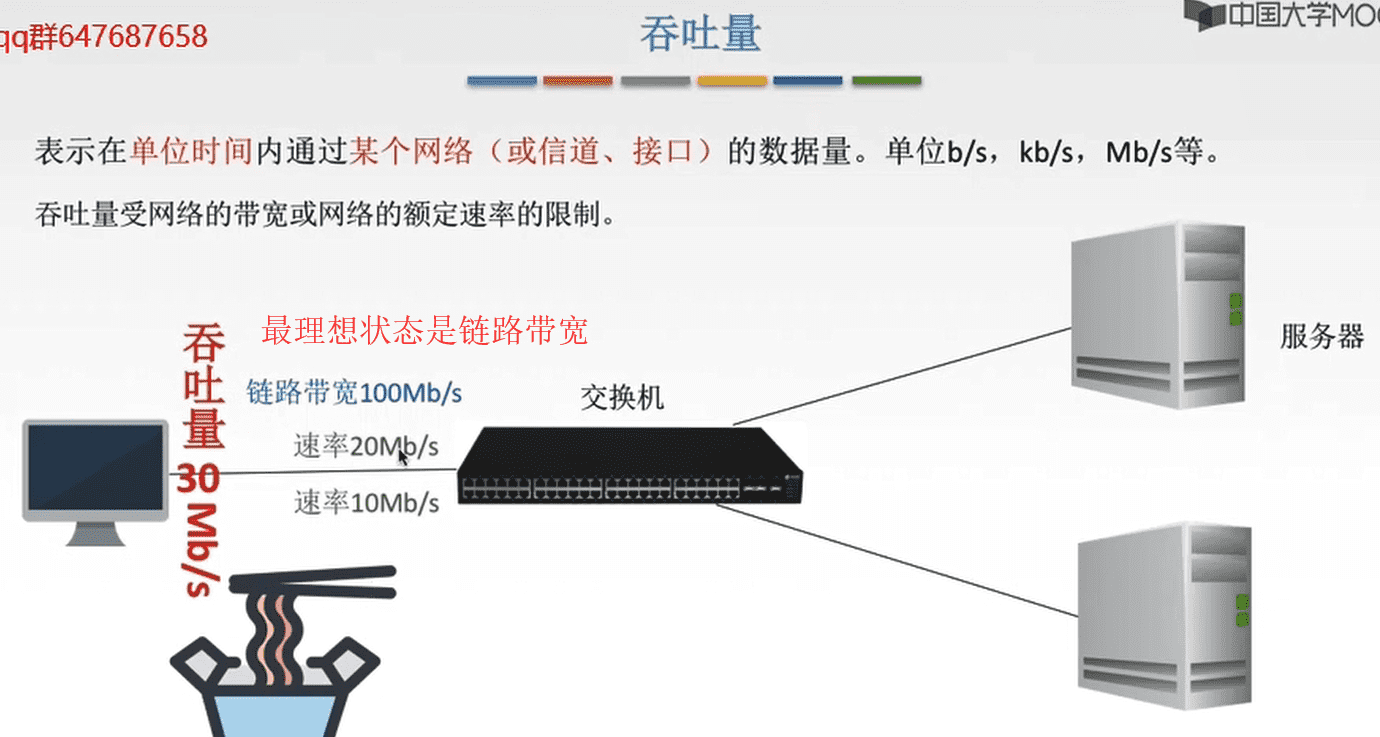 qq群647687658
吞吐量
中国大学MOO
表示在单位时间内通过某个网络（或信道、接口）的数据量。单位b/s，kb/s，Mb/s等。
吞吐量受网络的带宽或网络的额定速率的限制。
最理想状态是链路带宽
吞吐量30Mb/s
链路带宽100Mb/s
速率20Mb/s
速率10Mb/s
交换机
服务器